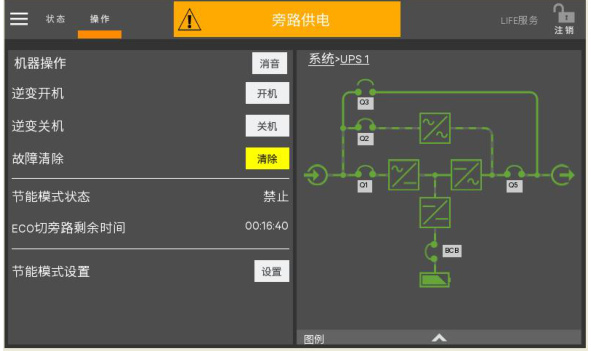 状态 操作 旁路供电 LIFE服务 注销
机器操作 消音
逆变开机 开机
逆变关机 关机
故障清除 清除
节能模式状态 禁止
ECO切旁路剩余时间 00:16:40
节能模式设置 设置
系统>UPS 1
Q3
Q2
Q1 Q5
BCB
图例